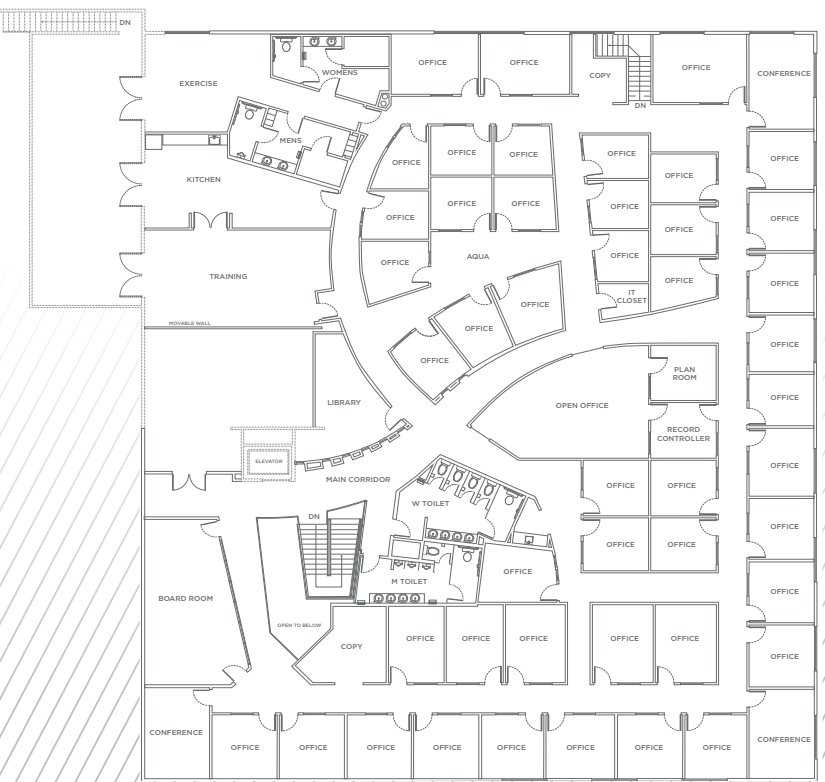 DN
WOMENS
OFFICE
OFFICE
OFFICE
CONFERENCE
EXERCISE
COPY
DN
MENS
OFFICE
OFFICE
OFFICE
OFFICE
OFFICE
OFFICE
KITCHEN
OFFICE
OFFICE
OFFICE
OFFICE
OFFICE
OFFICE
OFFICE
TRAINING
OFFICE
AQUA
OFFICE
OFFICE
OFFICE
IT
CLOSET
OFFICE
MOVABLE WALL
OFFICE
OFFICE
OFFICE
PLAN
ROOM
OFFICE
LIBRARY
OPEN OFFICE
RECORD
CONTROLLER
ELEVATOR
MAIN CORRIDOR
OFFICE
OFFICE
OFFICE
W TOILET
DN
OFFICE
OFFICE
OFFICE
M TOILET
OFFICE
BOARD ROOM
OFFICE
OPEN TO BELOW
COPY
OFFICE
OFFICE
OFFICE
OFFICE
OFFICE
OFFICE
CONFERENCE
OFFICE
OFFICE
OFFICE
OFFICE
OFFICE
OFFICE
OFFICE
OFFICE
CONFERENCE